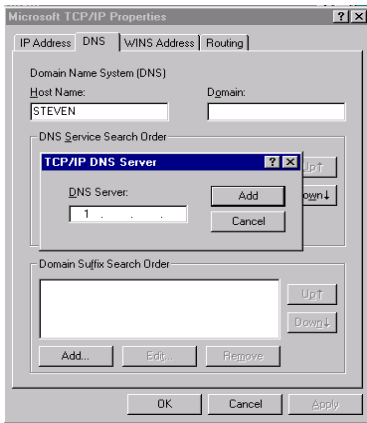 Microsoft TCP/IP Properties
IP Address DNS WINS Address Routing
Domain Name System (DNS)
Host Name: Domain:
STEVEN
DNS Service Search Order
TCP/IP DNS Server
DNS Server:
1 . . .
Add
Cancel
Up↑
Down↓
Domain Suffix Search Order
Up↑
Down↓
Add... Edit... Remove
OK Cancel Apply